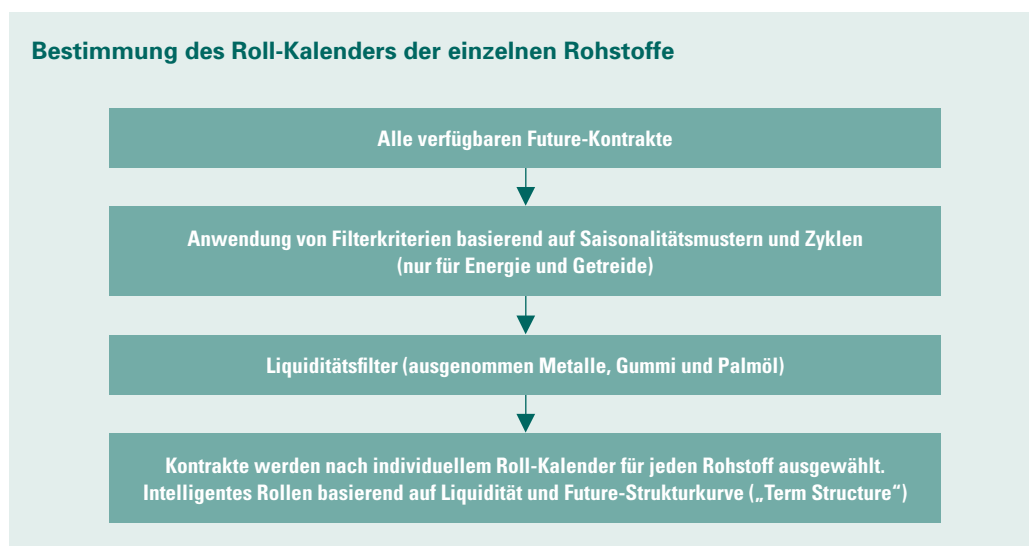 Bestimmung des Roll-Kalenders der einzelnen Rohstoffe
Alle verfügbaren Future-Kontrakte
Anwendung von Filterkriterien basierend auf Saisonalitätsmustern und Zyklen
(nur für Energie und Getreide)
Liquiditätsfilter (ausgenommen Metalle, Gummi und Palmöl)
Kontrakte werden nach individuellem Roll-Kalender für jeden Rohstoff ausgewählt.
Intelligentes Rollen basierend auf Liquidität und Future-Strukturkurve („Term Structure“)